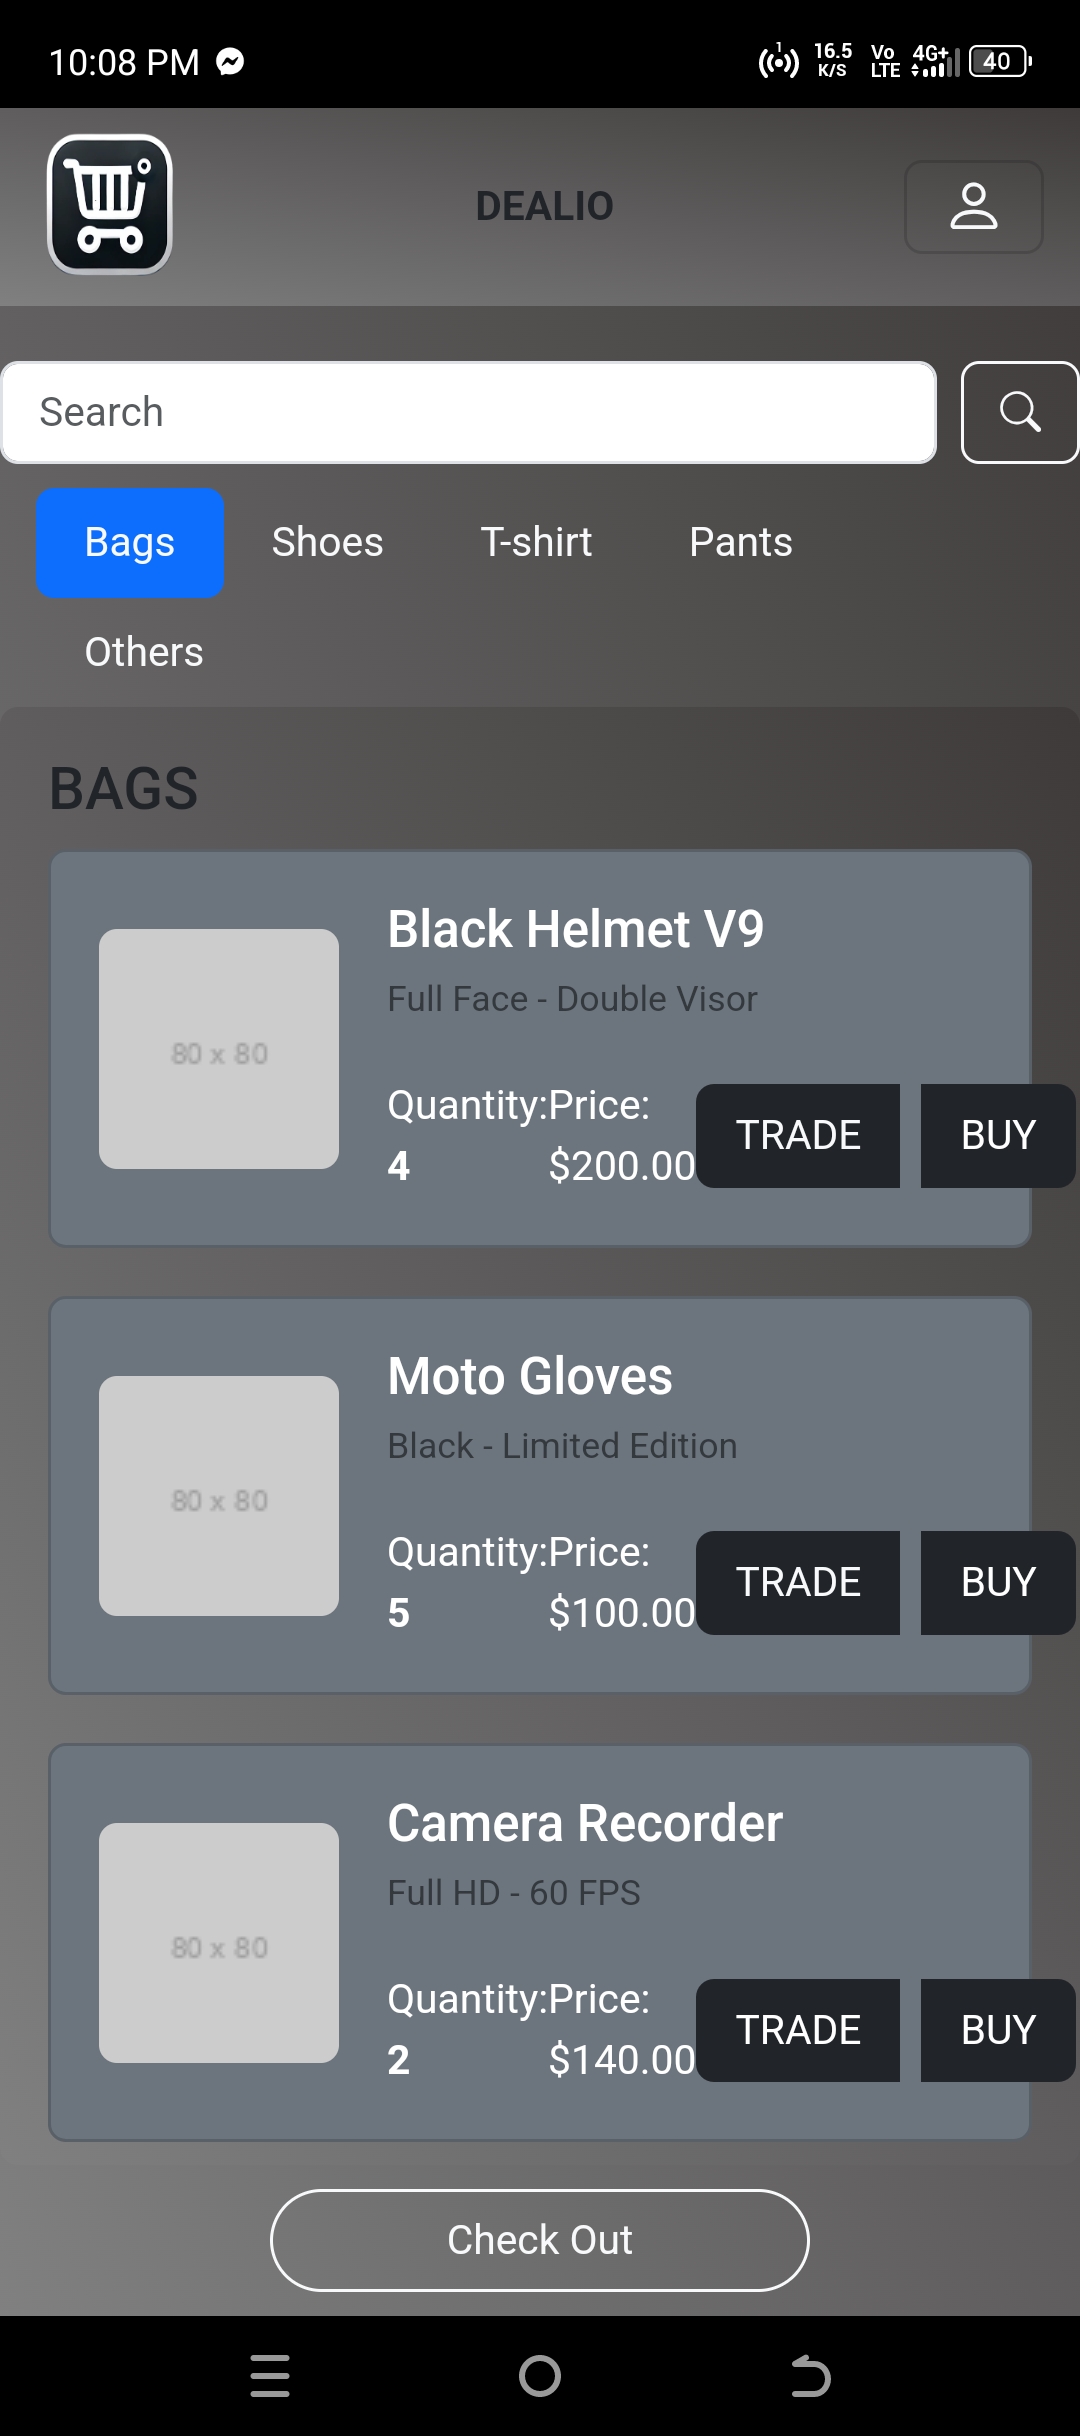 10:08 PM 1 16.5 K/S Vo LTE 4G+ 40
DEALIO
Search
Bags Shoes T-shirt Pants
Others
BAGS
Black Helmet V9
Full Face - Double Visor
80 x 80
Quantity: Price:
4 $200.00
TRADE BUY
Moto Gloves
Black - Limited Edition
80 x 80
Quantity: Price:
5 $100.00
TRADE BUY
Camera Recorder
Full HD - 60 FPS
80 x 80
Quantity: Price:
2 $140.00
TRADE BUY
Check Out